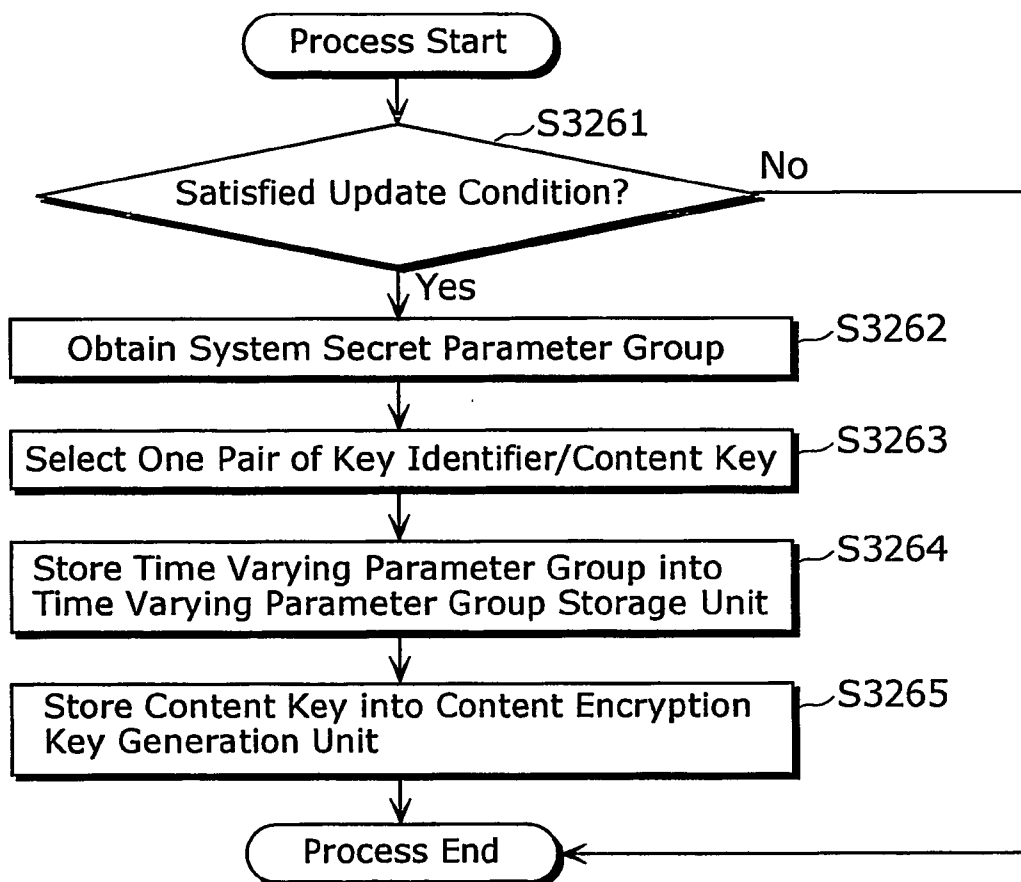 Process Start
S3261
Satisfied Update Condition?
No
Yes
Obtain System Secret Parameter Group
S3262
Select One Pair of Key Identifier/Content Key
S3263
Store Time Varying Parameter Group into
Time Varying Parameter Group Storage Unit
S3264
Store Content Key into Content Encryption
Key Generation Unit
S3265
Process End